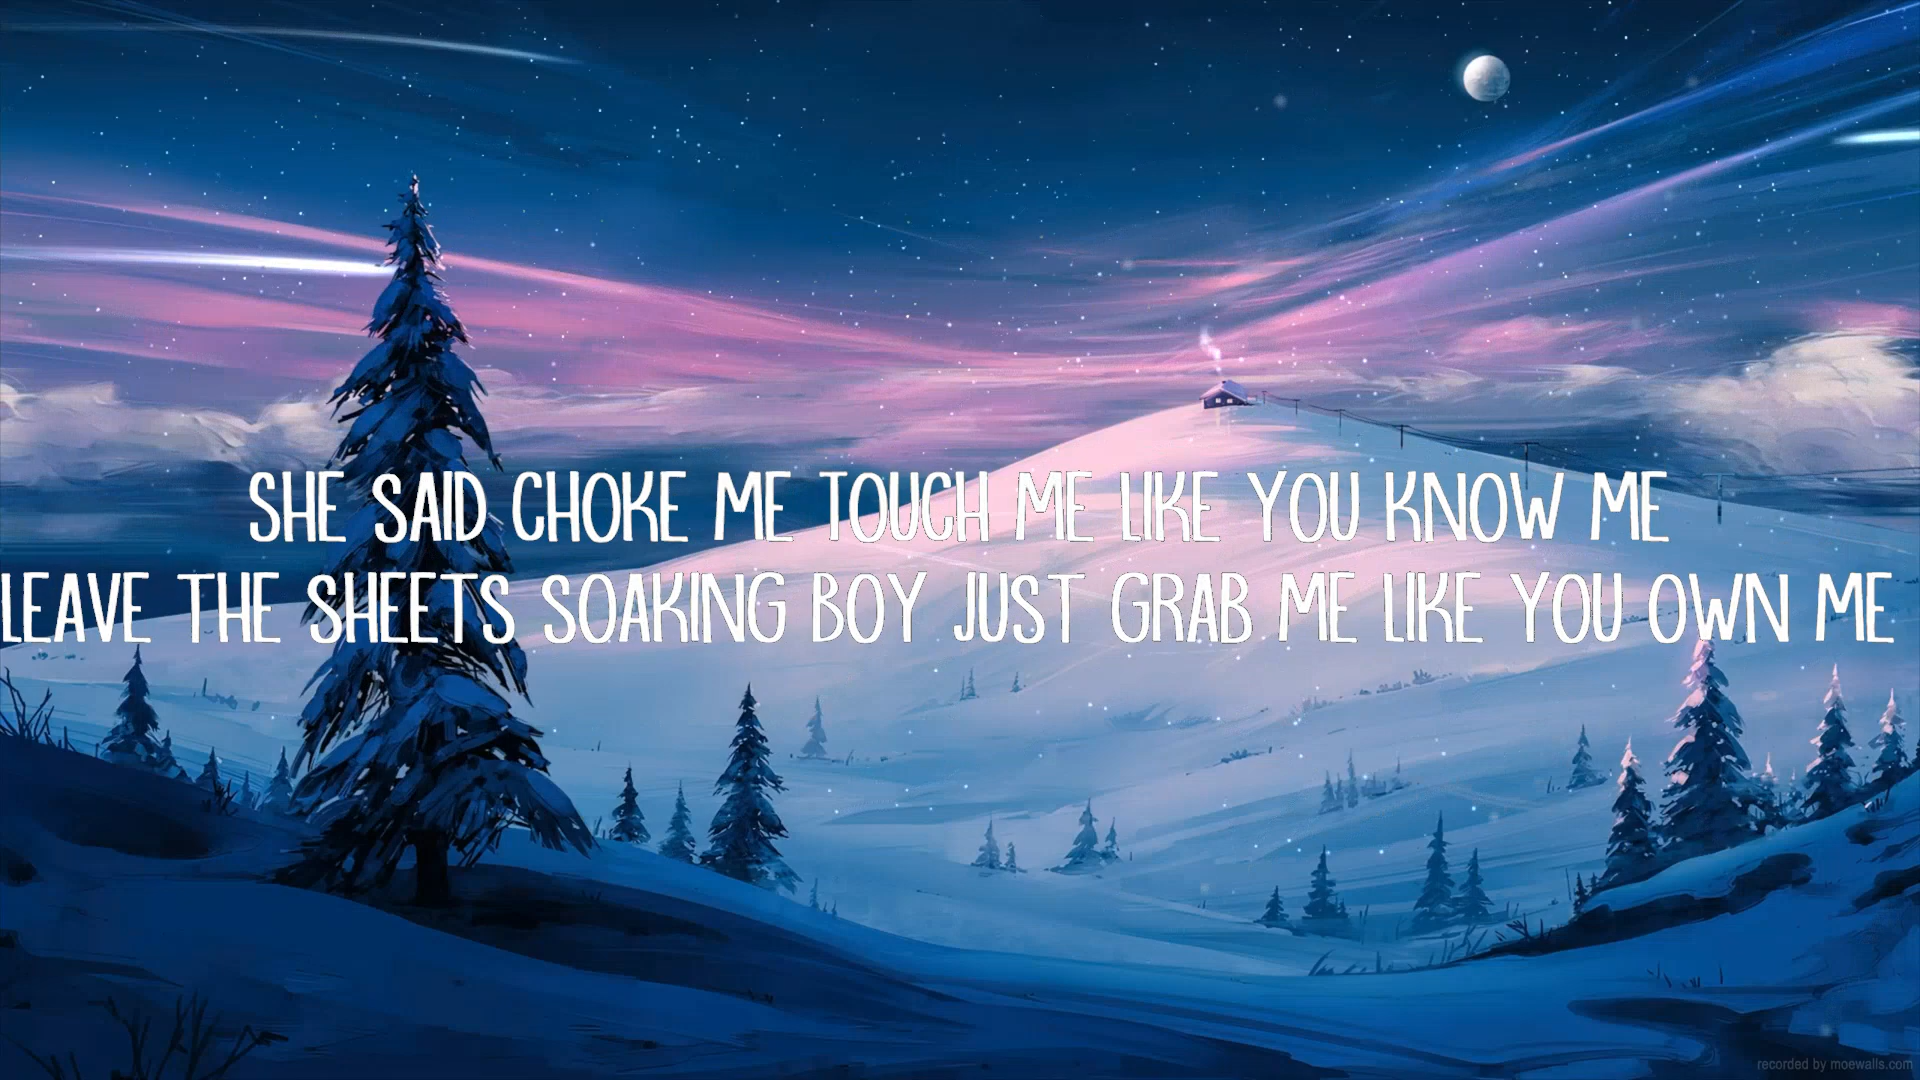 SHE SAID CHOKE ME TOUCH ME LIKE YOU KNOW ME
LEAVE THE SHEETS SOAKING BOY JUST GRAB ME LIKE YOU OWN ME
recorded by moewalls.com